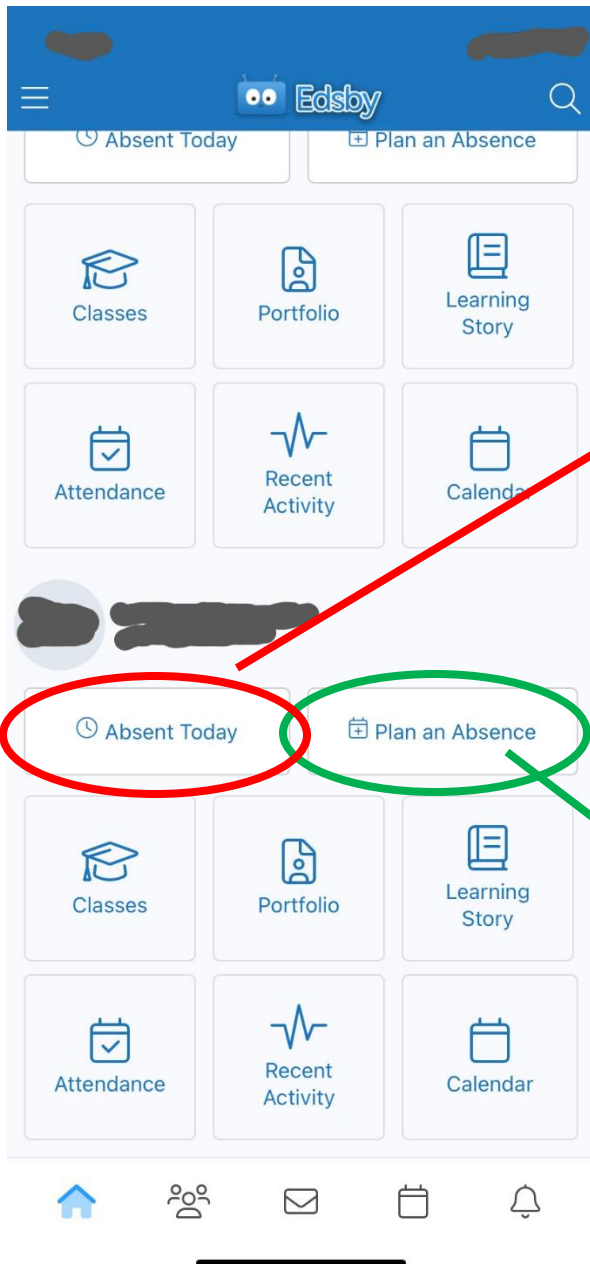 Edsby
Absent Today
Plan an Absence
Classes
Portfolio
Learning
Story
Attendance
Recent
Activity
Calendar
Absent Today
Plan an Absence
Classes
Portfolio
Learning
Story
Attendance
Recent
Activity
Calendar